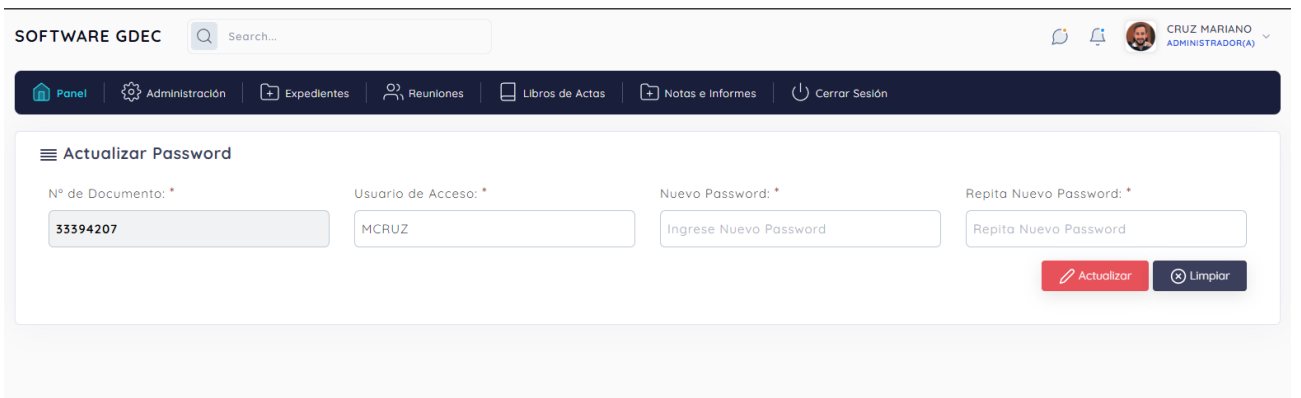 SOFTWARE GDEC
Search...
CRUZ MARIANO
ADMINISTRADOR(A)
Panel Administración Expedientes Reuniones Libros de Actas Notas e Informes Cerrar Sesión
Actualizar Password
Nº de Documento: * Usuario de Acceso: * Nuevo Password: * Repita Nuevo Password: *
33394207 MCRUZ Ingrese Nuevo Password Repita Nuevo Password
Actualizar Limpiar